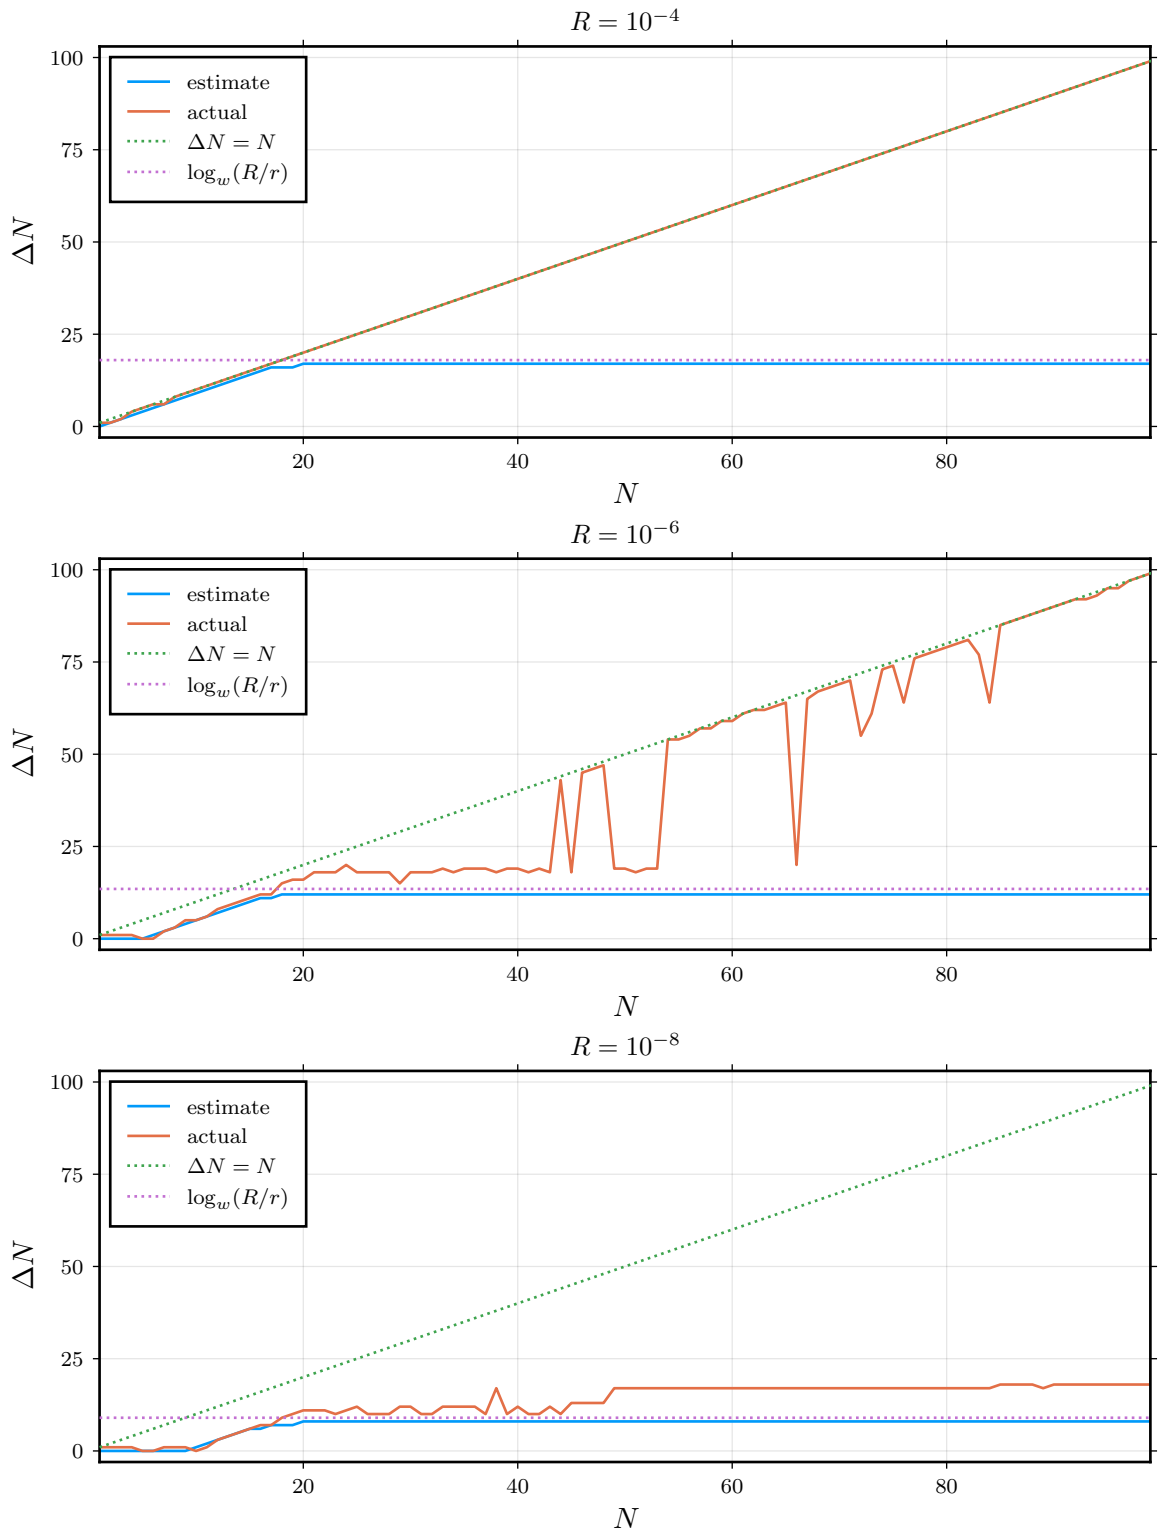 R = 10⁻⁴
100
75
50
25
0
ΔN
estimate
actual
ΔN = N
log_w(R/r)
20 40 60 80
N
R = 10⁻⁶
100
75
50
25
0
ΔN
estimate
actual
ΔN = N
log_w(R/r)
20 40 60 80
N
R = 10⁻⁸
100
75
50
25
0
ΔN
estimate
actual
ΔN = N
log_w(R/r)
20 40 60 80
N